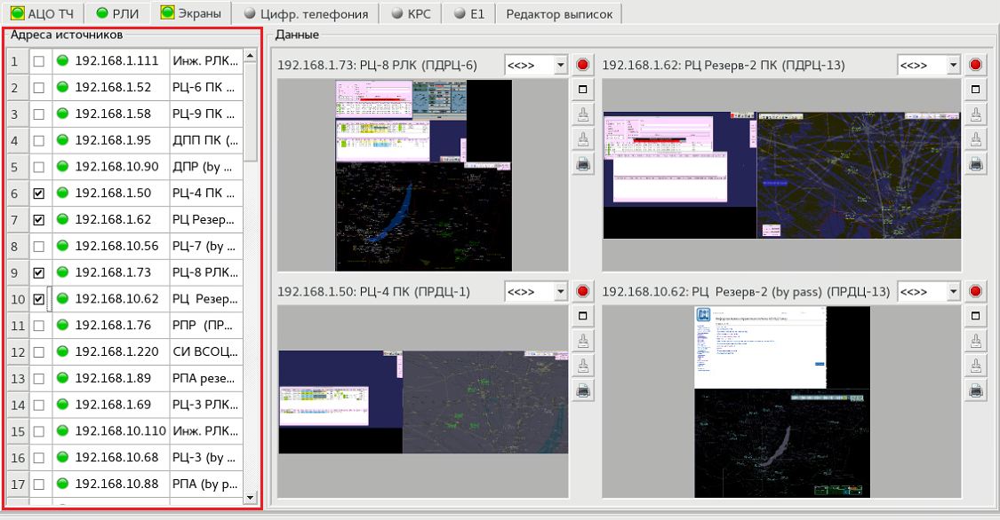 АЦО ТЧ РЛИ Экраны Цифр. телефония КРС E1 Редактор выписок
Адреса источников
1 192.168.1.111 Инж. РЛК...
2 192.168.1.52 РЦ-6 ПК ...
3 192.168.1.58 РЦ-9 ПК ...
4 192.168.1.95 ДПП ПК (...
5 192.168.10.90 ДПР (by ...
6 192.168.1.50 РЦ-4 ПК ...
7 192.168.1.62 РЦ Резер...
8 192.168.10.56 РЦ-7 (by ...
9 192.168.1.73 РЦ-8 РЛК...
10 192.168.10.62 РЦ Резер...
11 192.168.1.76 РПР (ПР...
12 192.168.1.220 СИ ВСОЦ...
13 192.168.1.89 РПА резе...
14 192.168.1.69 РЦ-3 РЛК...
15 192.168.10.110 Инж. РЛК...
16 192.168.10.68 РЦ-3 (by ...
17 192.168.10.88 РПА (by p...
Данные
192.168.1.73: РЦ-8 РЛК (ПДРЦ-6) <<>>
192.168.1.62: РЦ Резерв-2 ПК (ПДРЦ-13) <<>>
192.168.1.50: РЦ-4 ПК (ПРДЦ-1) <<>>
192.168.10.62: РЦ Резерв-2 (by pass) (ПРДЦ-13) <<>>